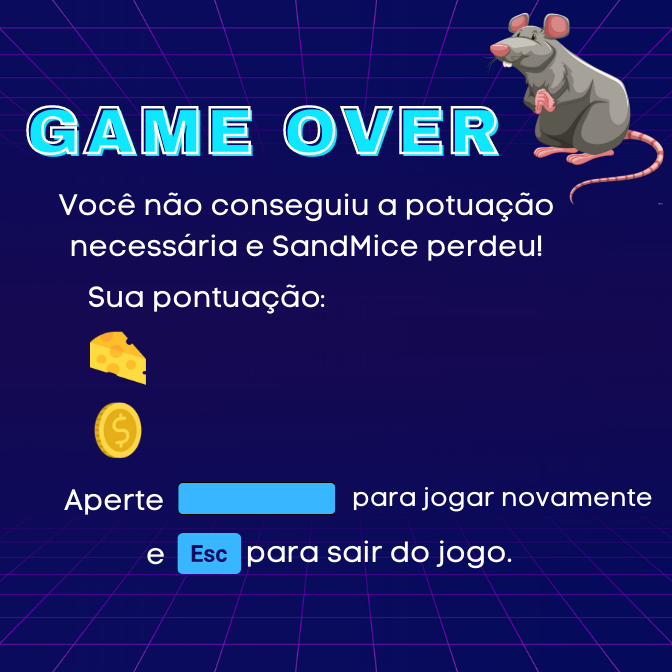 GAME OVER
Você não conseguiu a potuação
necessária e SandMice perdeu!
Sua pontuação:
$
Aperte para jogar novamente
e Esc para sair do jogo.